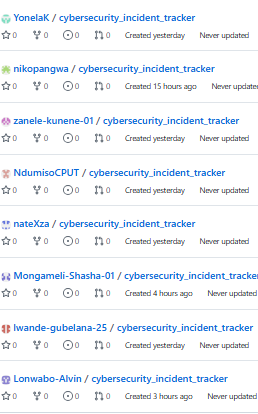 YonelaK / cybersecurity_incident_tracker
0 0 0 0 Created yesterday Never updated
nikopangwa / cybersecurity_incident_tracker
0 0 0 0 Created 15 hours ago Never updated
zanele-kunene-01 / cybersecurity_incident_tracker
0 0 0 0 Created yesterday Never updated
NdumisoCPUT / cybersecurity_incident_tracker
0 0 0 0 Created yesterday Never updated
nateXza / cybersecurity_incident_tracker
0 0 0 0 Created yesterday Never updated
Mongameli-Shasha-01 / cybersecurity_incident_tracker
0 0 0 0 Created 4 hours ago Never updated
lwande-gubelana-25 / cybersecurity_incident_tracker
0 0 0 0 Created yesterday Never updated
Lonwabo-Alvin / cybersecurity_incident_tracker
0 0 0 0 Created 3 hours ago Never updated